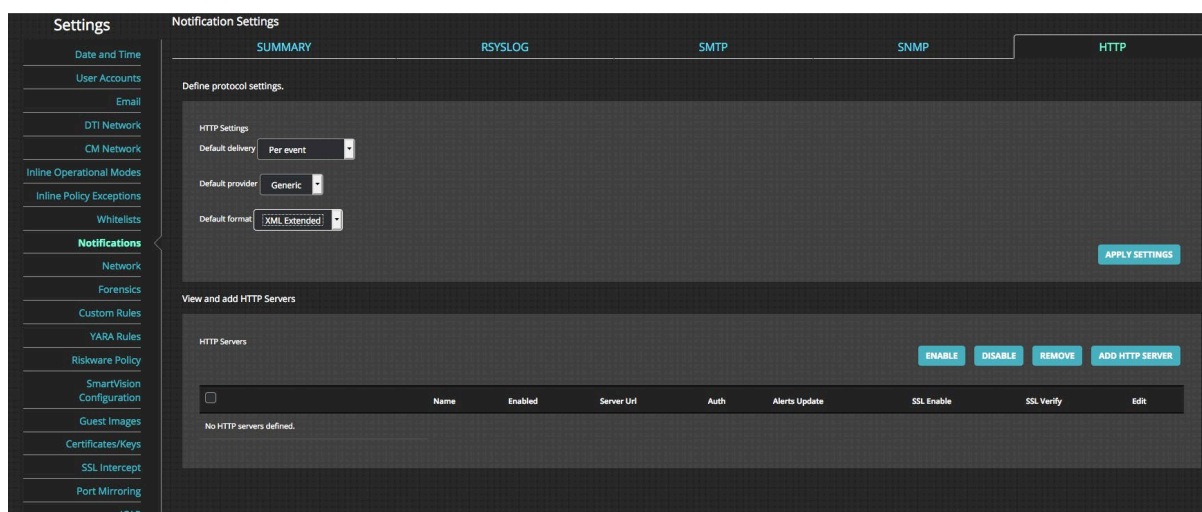 Settings
Date and Time
User Accounts
Email
DTI Network
CM Network
Inline Operational Modes
Inline Policy Exceptions
Whitelists
Notifications
Network
Forensics
Custom Rules
YARA Rules
Riskware Policy
SmartVision
Configuration
Guest Images
Certificates/Keys
SSL Intercept
Port Mirroring
Notification Settings
SUMMARY RSYSLOG SMTP SNMP HTTP
Define protocol settings.
HTTP Settings
Default delivery Per event
Default provider Generic
Default format XML Extended
APPLY SETTINGS
View and add HTTP Servers
HTTP Servers
ENABLE DISABLE REMOVE ADD HTTP SERVER
Name Enabled Server Url Auth Alerts Update SSL Enable SSL Verify Edit
No HTTP servers defined.